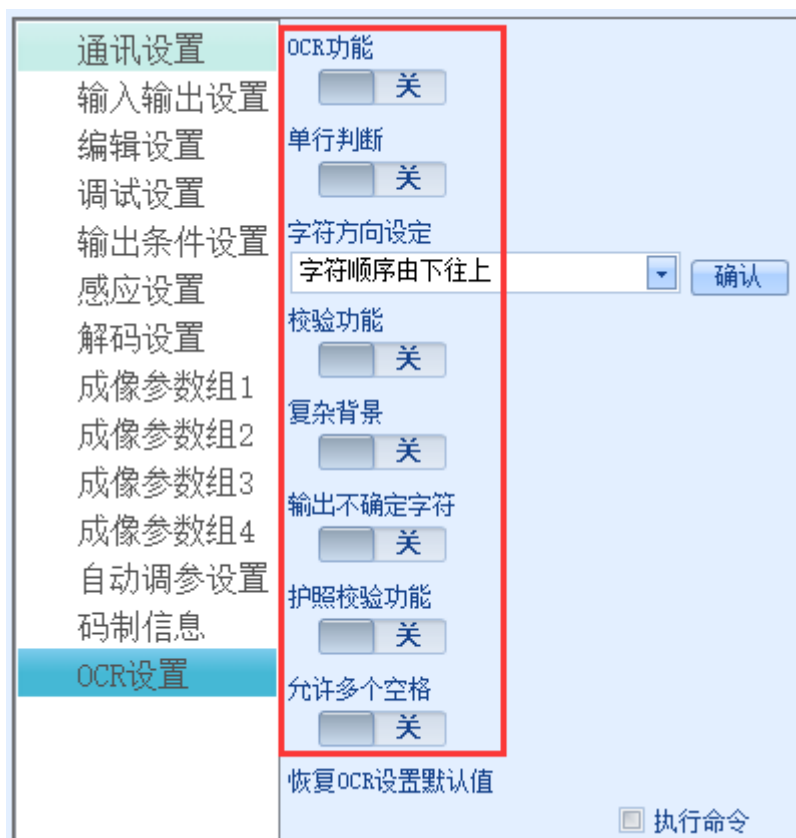 通讯设置
输入输出设置
编辑设置
调试设置
输出条件设置
感应设置
解码设置
成像参数组1
成像参数组2
成像参数组3
成像参数组4
自动调参设置
码制信息
OCR设置
OCR功能
关
单行判断
关
字符方向设定
字符顺序由下往上 确认
校验功能
关
复杂背景
关
输出不确定字符
关
护照校验功能
关
允许多个空格
关
恢复OCR设置默认值
执行命令